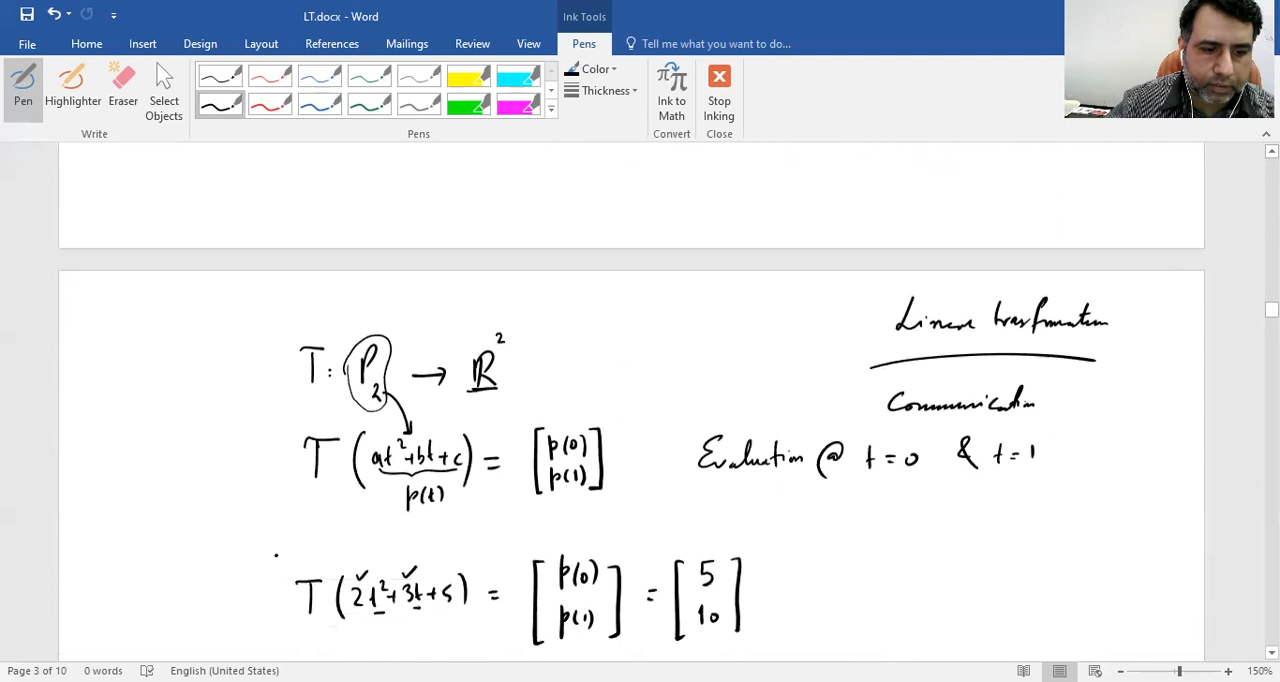 LT.docx - Word
Ink Tools
File Home Insert Design Layout References Mailings Review View Pens Tell me what you want to do...
Pen Highlighter Eraser Select Objects
Color
Thickness
Ink to Math
Stop Inking
Write Pens Convert Close
Linear trasfrmation
T: P₂ → R²
Communication
T(at²+bt+c) = [p(0) p(1)] Evaluation @ t=0 & t=1
p(t)
T(2t²+3t+5) = [p(0) p(1)] = [5 10]
Page 3 of 10 0 words English (United States) 150%